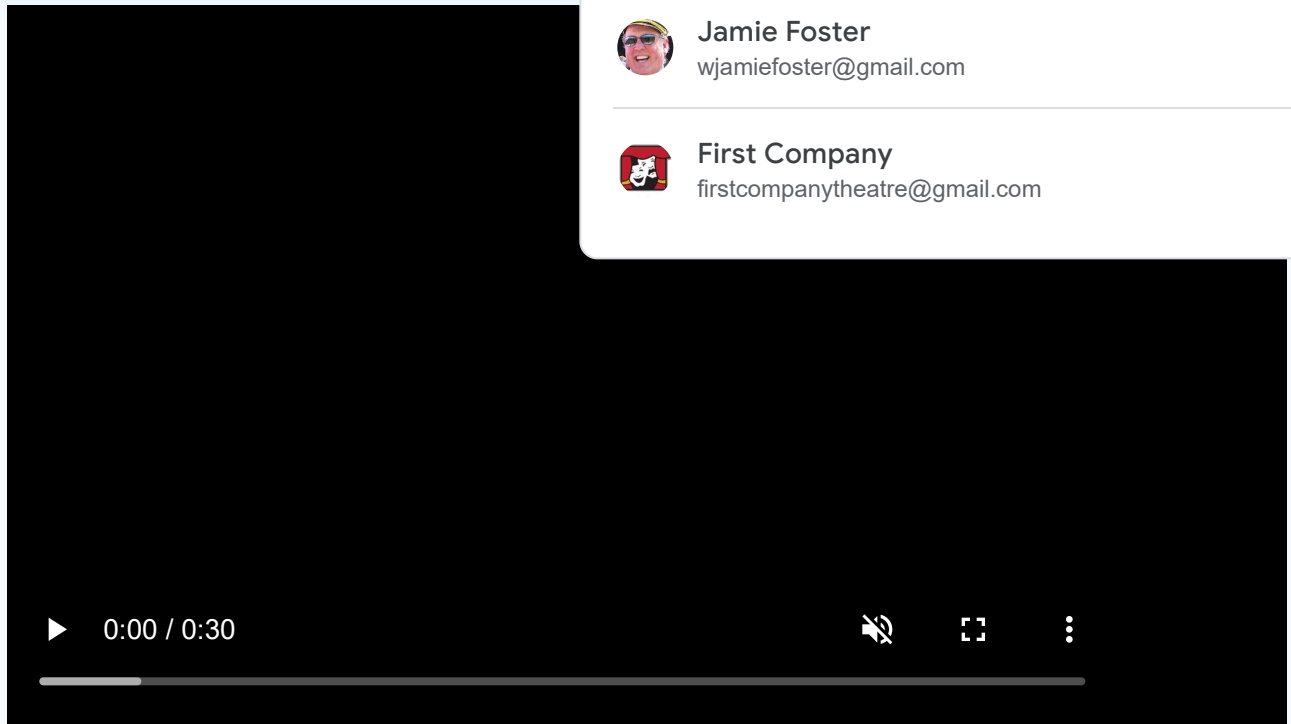 Jamie Foster
wjamiefoster@gmail.com
First Company
firstcompanytheatre@gmail.com
0:00 / 0:30